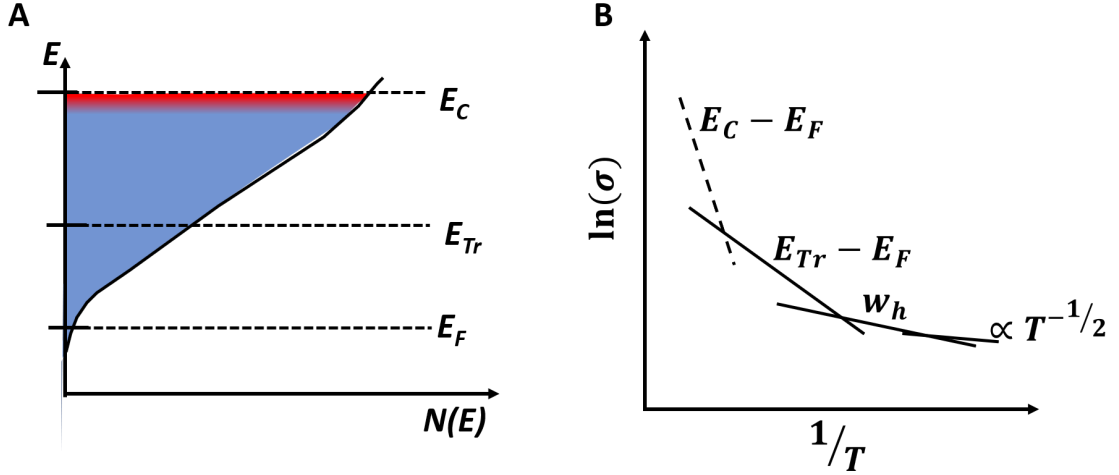 A
E
E_C
E_Tr
E_F
N(E)
B
ln(σ)
E_C − E_F
E_Tr − E_F
w_h
∝ T^−1/2
1/T